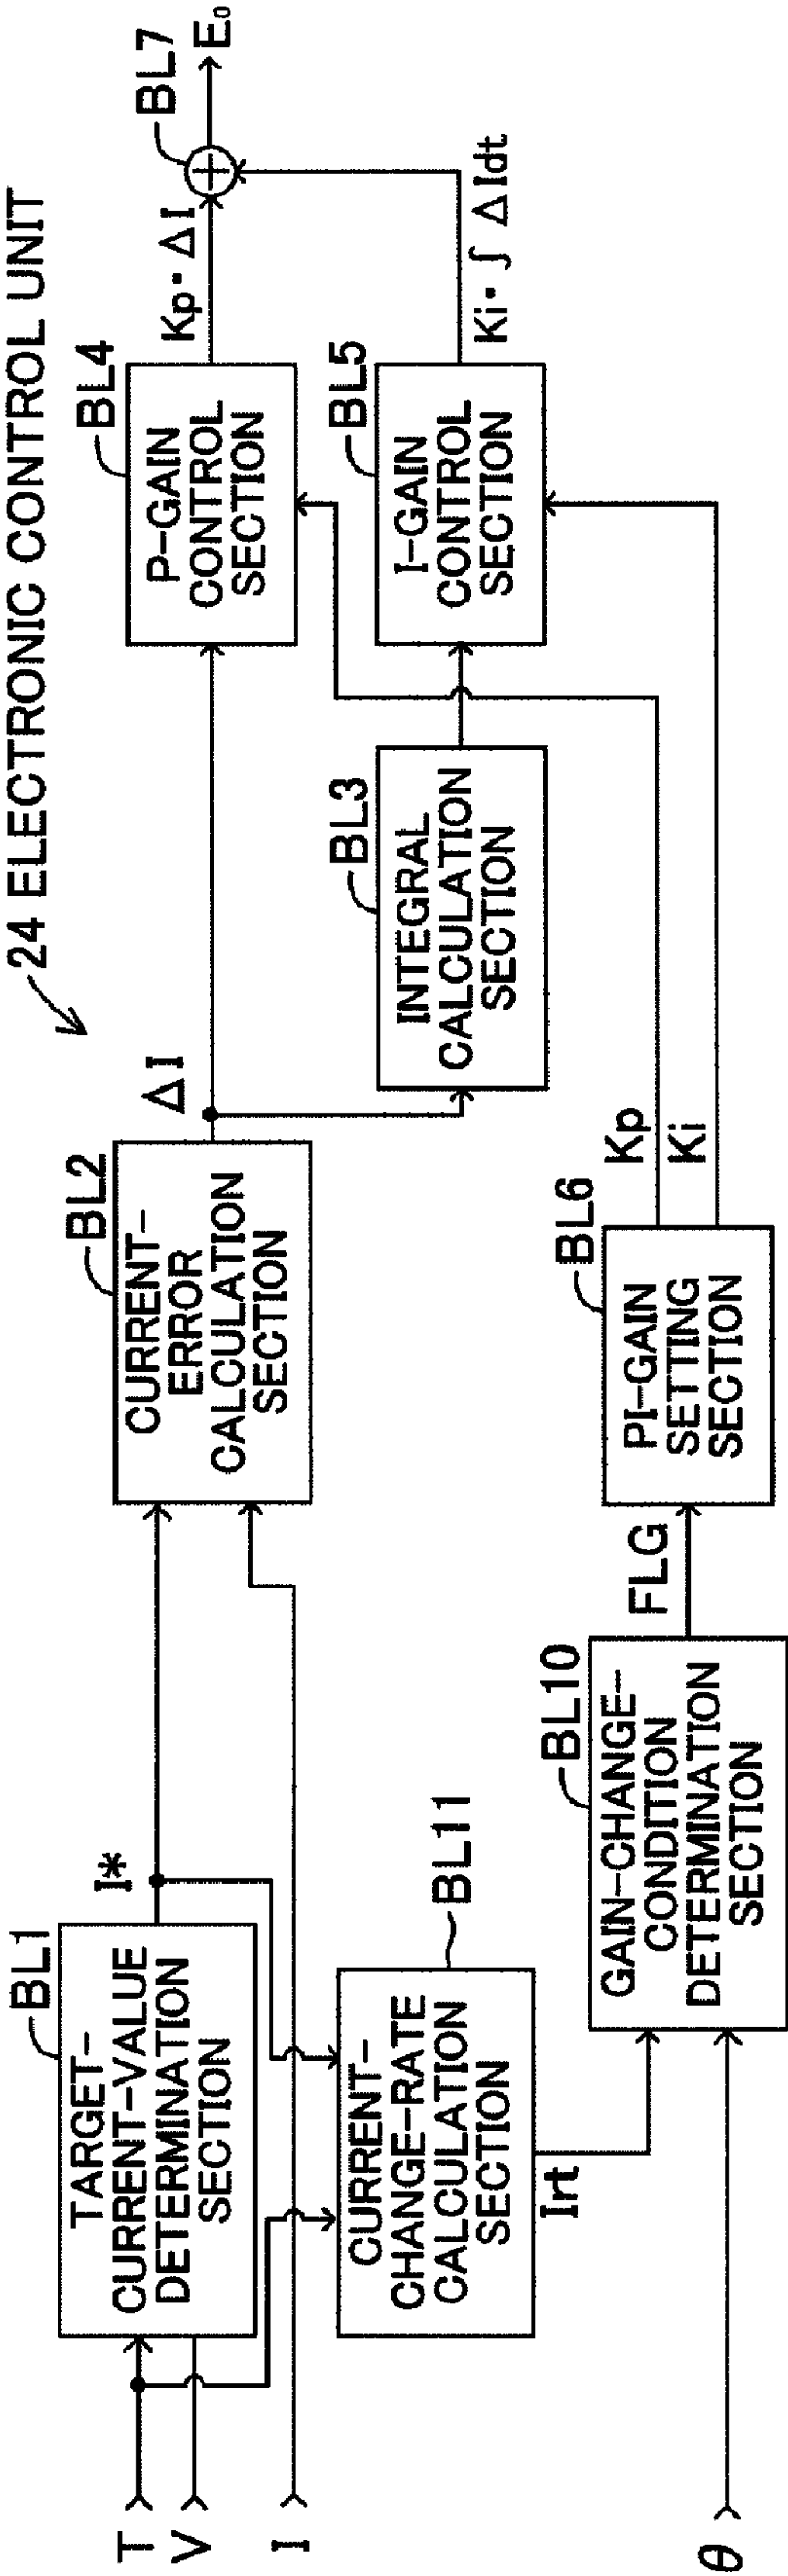 24 ELECTRONIC CONTROL UNIT
T
V
I
θ
BL1
TARGET-
CURRENT-VALUE
DETERMINATION
SECTION
I*
BL11
CURRENT-
CHANGE-RATE
CALCULATION
SECTION
Irt
BL10
GAIN-CHANGE-
CONDITION
DETERMINATION
SECTION
FLG
BL2
CURRENT-
ERROR
CALCULATION
SECTION
ΔI
BL6
PI-GAIN
SETTING
SECTION
Kp
Ki
BL3
INTEGRAL
CALCULATION
SECTION
BL4
P-GAIN
CONTROL
SECTION
Kp・ΔI
BL5
I-GAIN
CONTROL
SECTION
Ki・∫ΔIdt
BL7
+
E₀